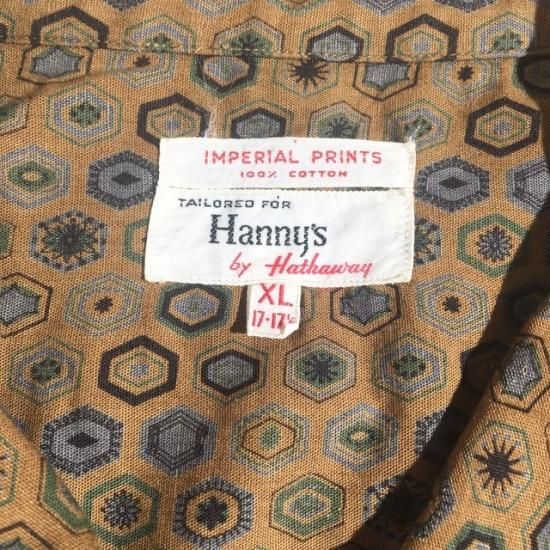 IMPERIAL PRINTS
100% COTTON
TAILORED FOR
Hanny's
by Hathaway
XL
17-17½